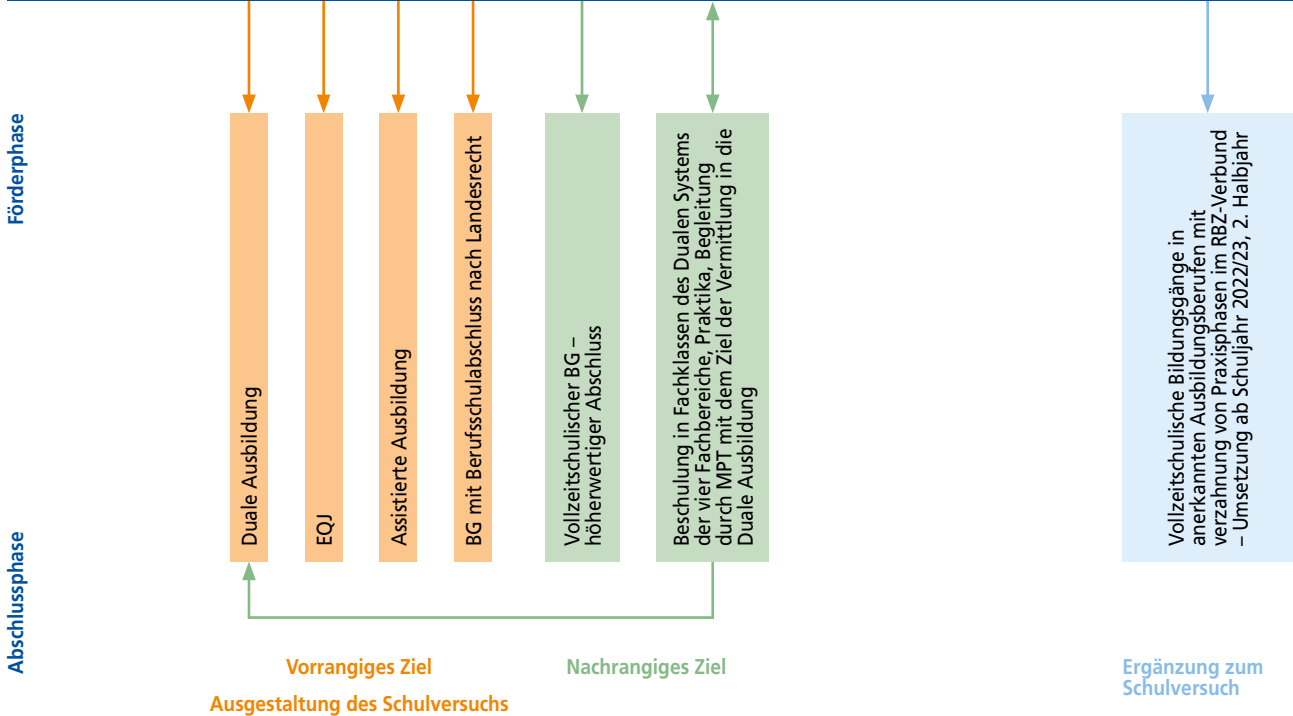 Förderphase
Abschlussphase
Duale Ausbildung
EQJ
Assistierte Ausbildung
BG mit Berufsschulabschluss nach Landesrecht
Vollzeitschulischer BG –
höherwertiger Abschluss
Beschulung in Fachklassen des Dualen Systems
der vier Fachbereiche, Praktika, Begleitung
durch MPT mit dem Ziel der Vermittlung in die
Duale Ausbildung
Vollzeitschulische Bildungsgänge in
anerkannten Ausbildungsberufen mit
verzahnung von Praxisphasen im RBZ-Verbund
– Umsetzung ab Schuljahr 2022/23, 2. Halbjahr
Vorrangiges Ziel
Ausgestaltung des Schulversuchs
Nachrangiges Ziel
Ergänzung zum
Schulversuch